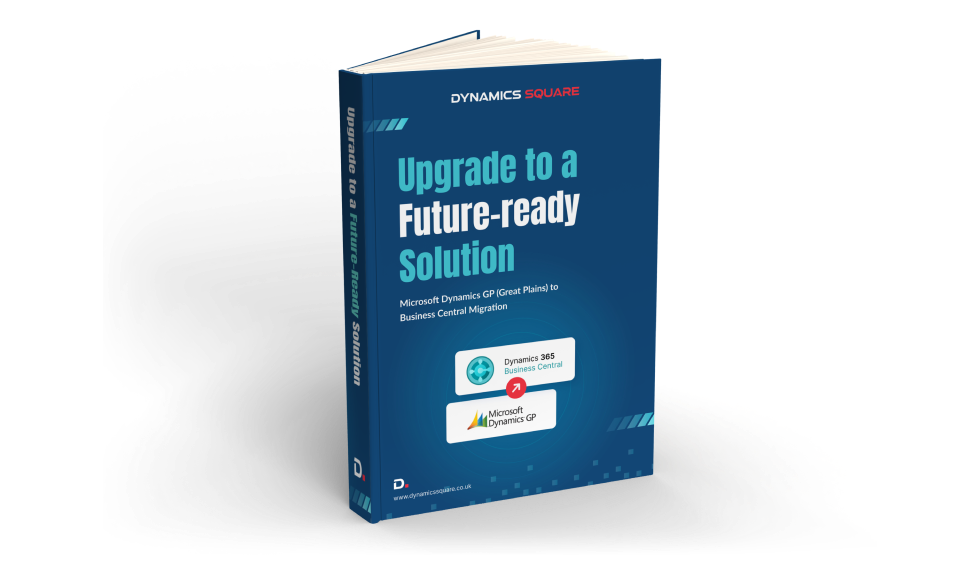 DYNAMICS SQUARE
Upgrade to a
Future-ready
Solution
Microsoft Dynamics GP (Great Plains) to
Business Central Migration
Dynamics 365
Business Central
Microsoft
Dynamics GP
D.
www.dynamicssquare.co.uk
Upgrade to a Future-Ready Solution
D.